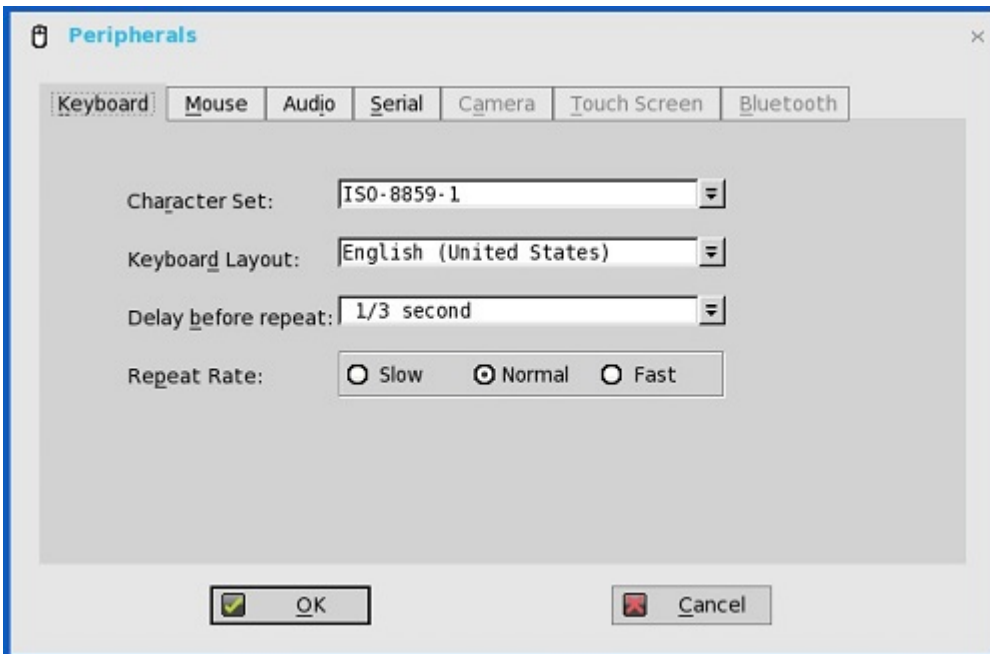 Peripherals
Keyboard Mouse Audio Serial Camera Touch Screen Bluetooth
Character Set: ISO-8859-1
Keyboard Layout: English (United States)
Delay before repeat: 1/3 second
Repeat Rate: Slow Normal Fast
OK Cancel